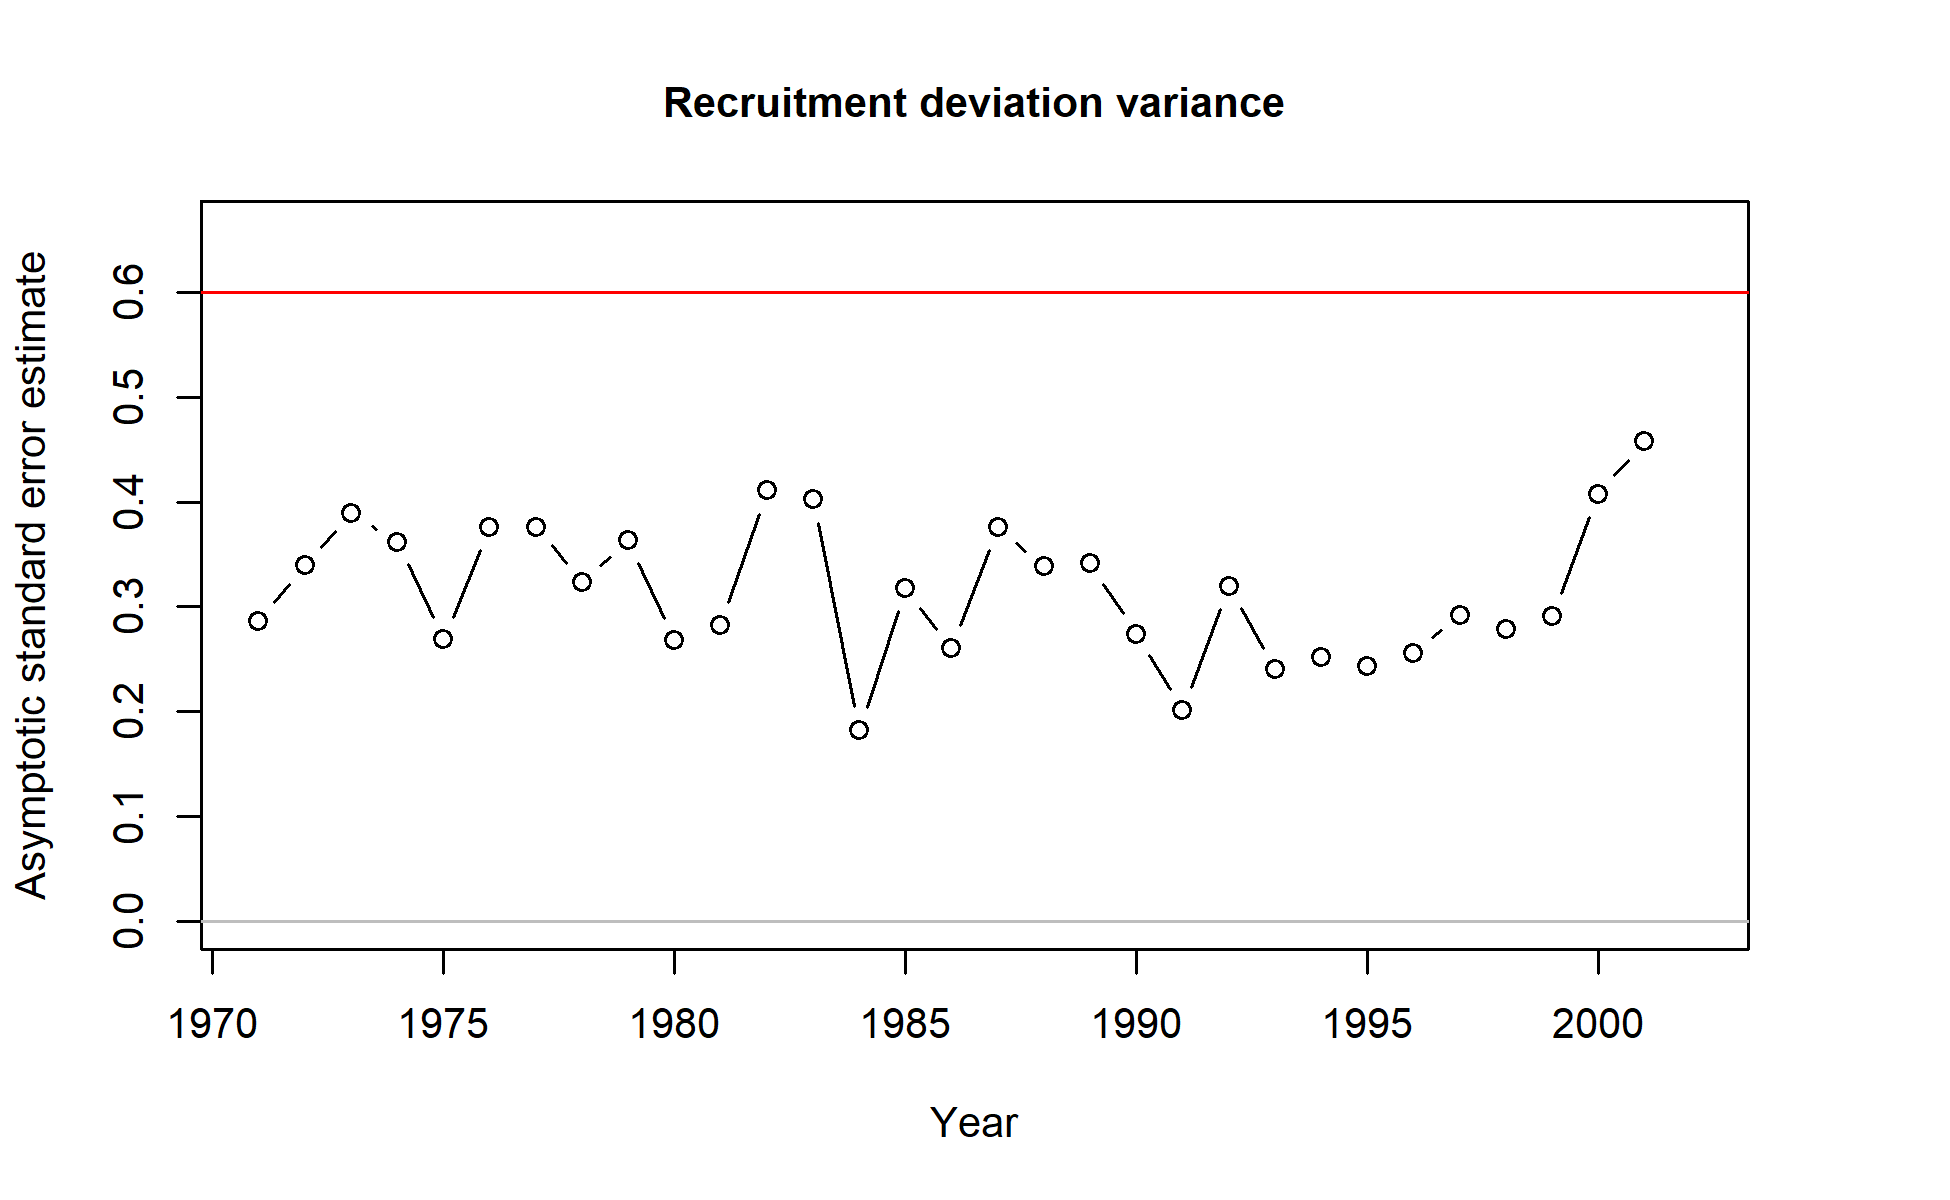 Recruitment deviation variance
Asymptotic standard error estimate
0.6
0.5
0.4
0.3
0.2
0.1
0.0
1970 1975 1980 1985 1990 1995 2000
Year